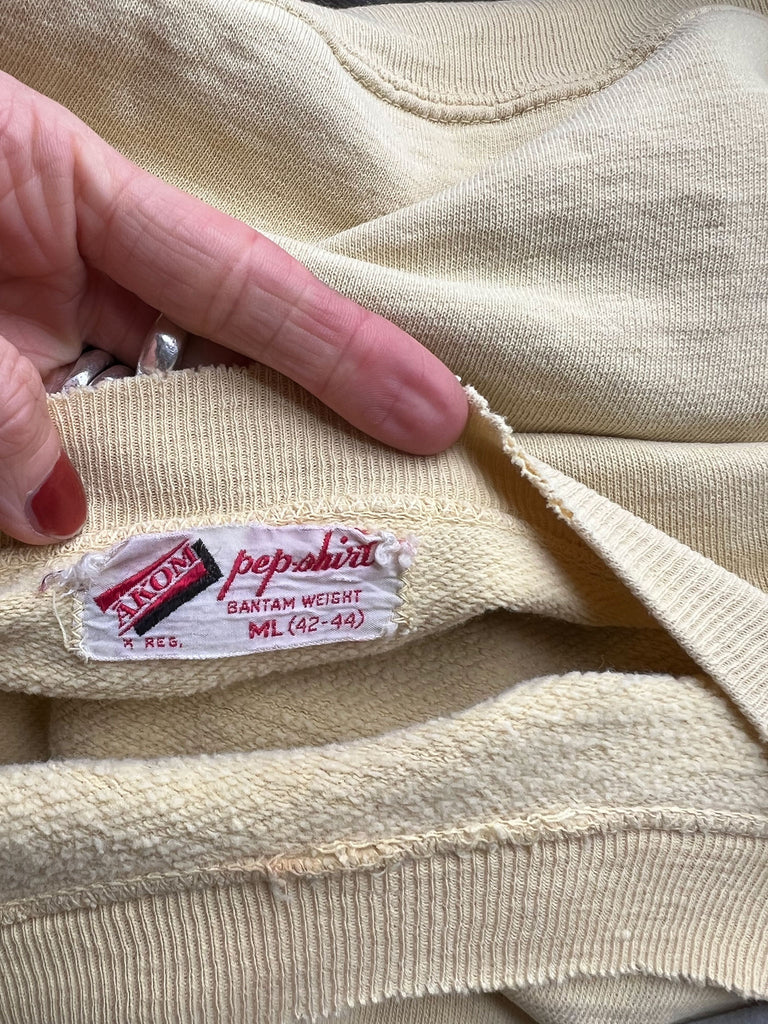 AKOM
pep-shirt
BANTAM WEIGHT
ML (42-44)
REG.